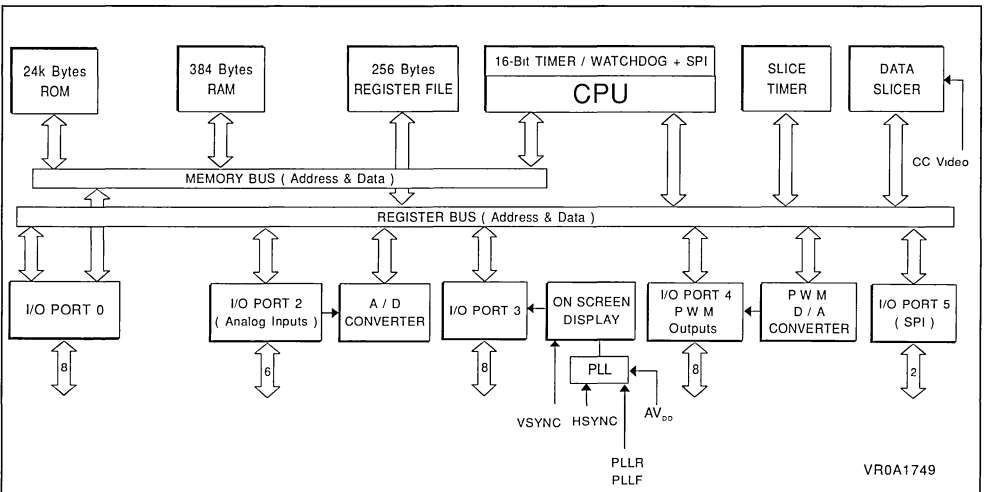 24k Bytes
ROM
384 Bytes
RAM
256 Bytes
REGISTER FILE
16-Bit TIMER / WATCHDOG + SPI
CPU
SLICE
TIMER
DATA
SLICER
CC Video
MEMORY BUS ( Address & Data )
REGISTER BUS ( Address & Data )
I/O PORT 0
I/O PORT 2
( Analog Inputs )
A / D
CONVERTER
I/O PORT 3
ON SCREEN
DISPLAY
I/O PORT 4
P W M
Outputs
P W M
D / A
CONVERTER
I/O PORT 5
( SPI )
PLL
8
6
8
8
2
VSYNC
HSYNC
AVDD
PLLR
PLLF
VR0A1749